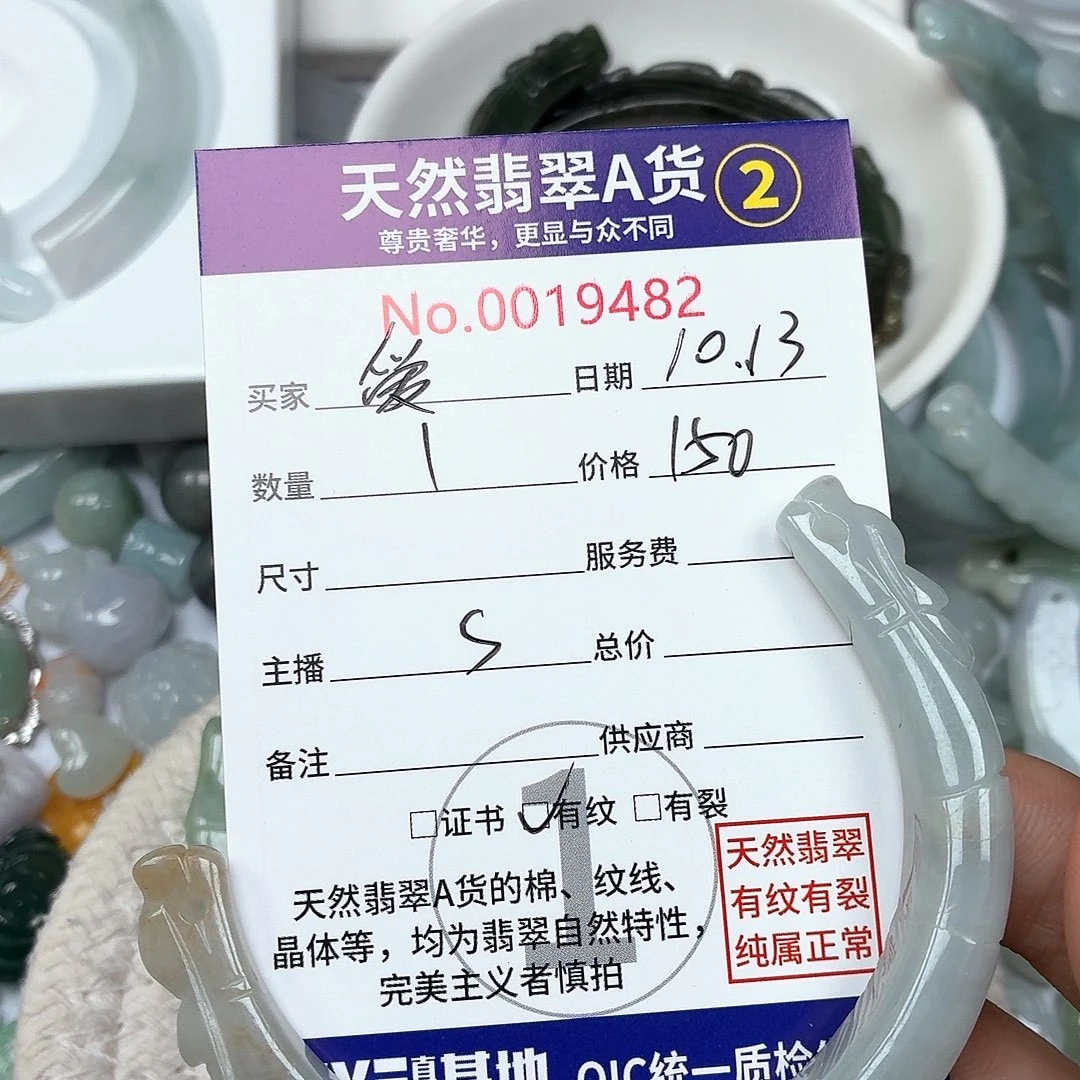 天然翡翠A货②
尊贵奢华，更显与众不同
No.0019482
买家 爱 日期 10.13
数量 1 价格 150
尺寸 服务费
主播 S 总价
备注 供应商
□证书 ☑有纹 □有裂
1
天然翡翠A货的棉、纹线、
晶体等，均为翡翠自然特性，
完美主义者慎拍
天然翡翠
有纹有裂
纯属正常
基地 QIC统一质检